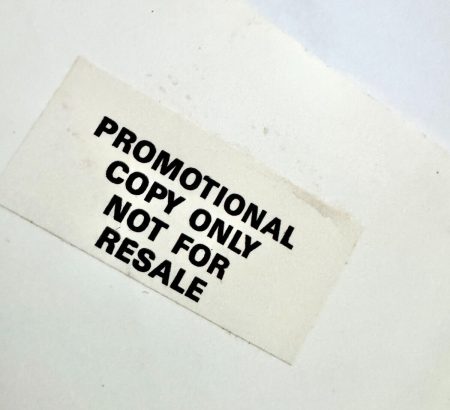 PROMOTIONAL
COPY ONLY
NOT FOR
RESALE